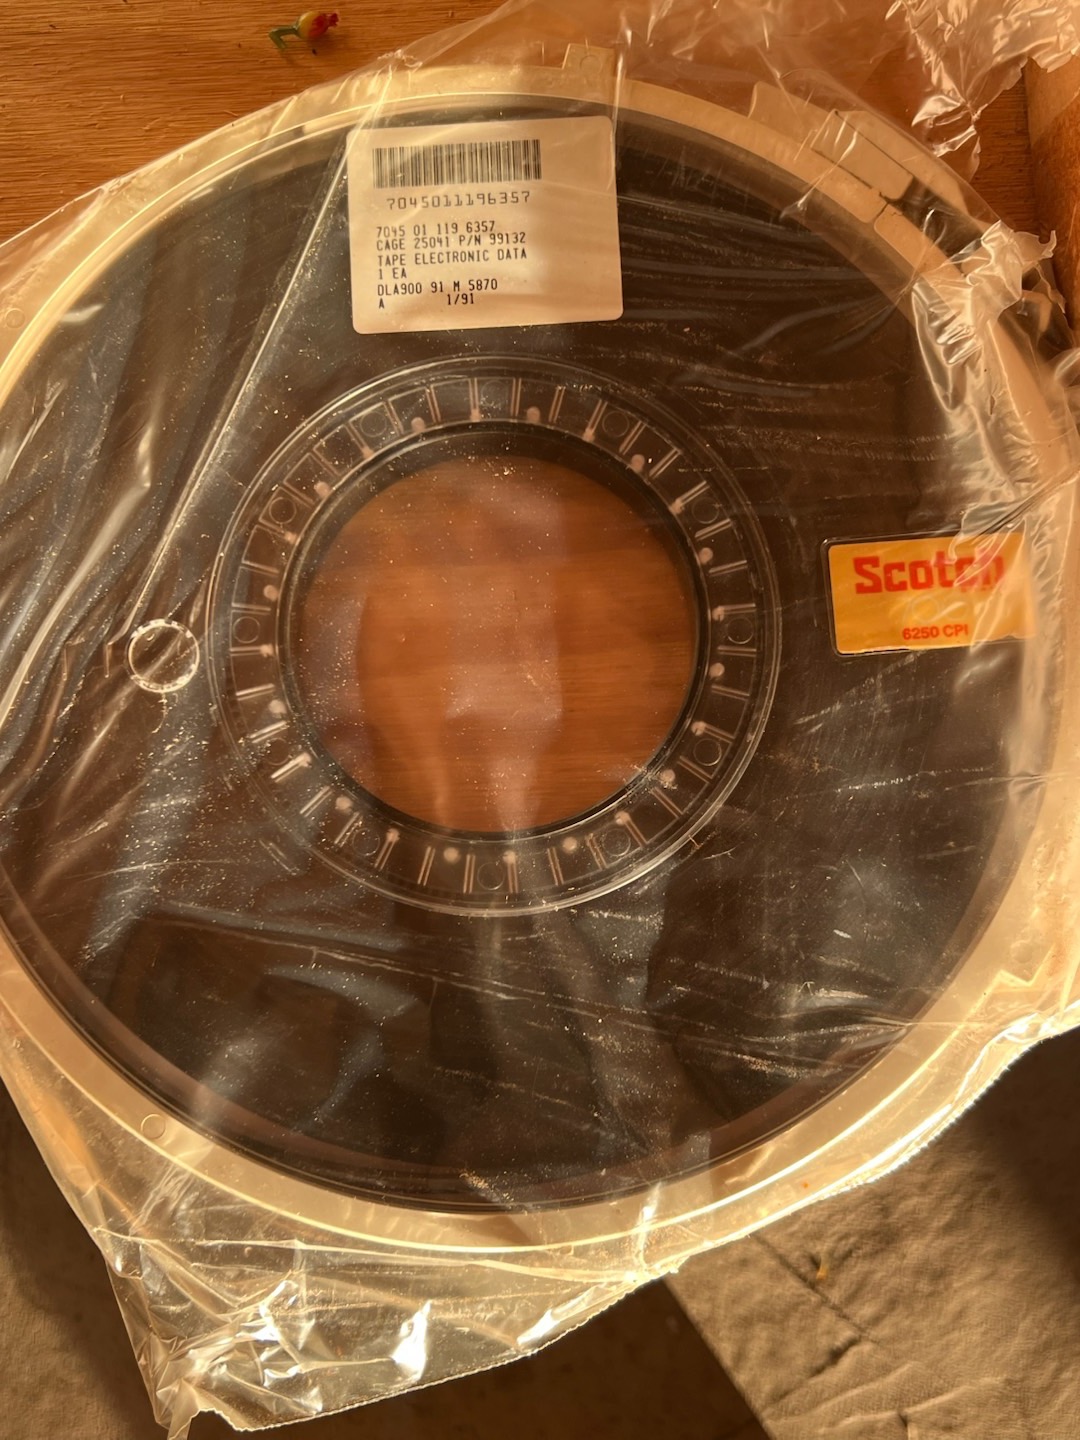 7045011196357
7045 01 119 6357
CAGE 25041 P/N 99132
TAPE ELECTRONIC DATA
1 EA
DLA900 91 M 5870
A 1/91
Scotch
6250 CPI